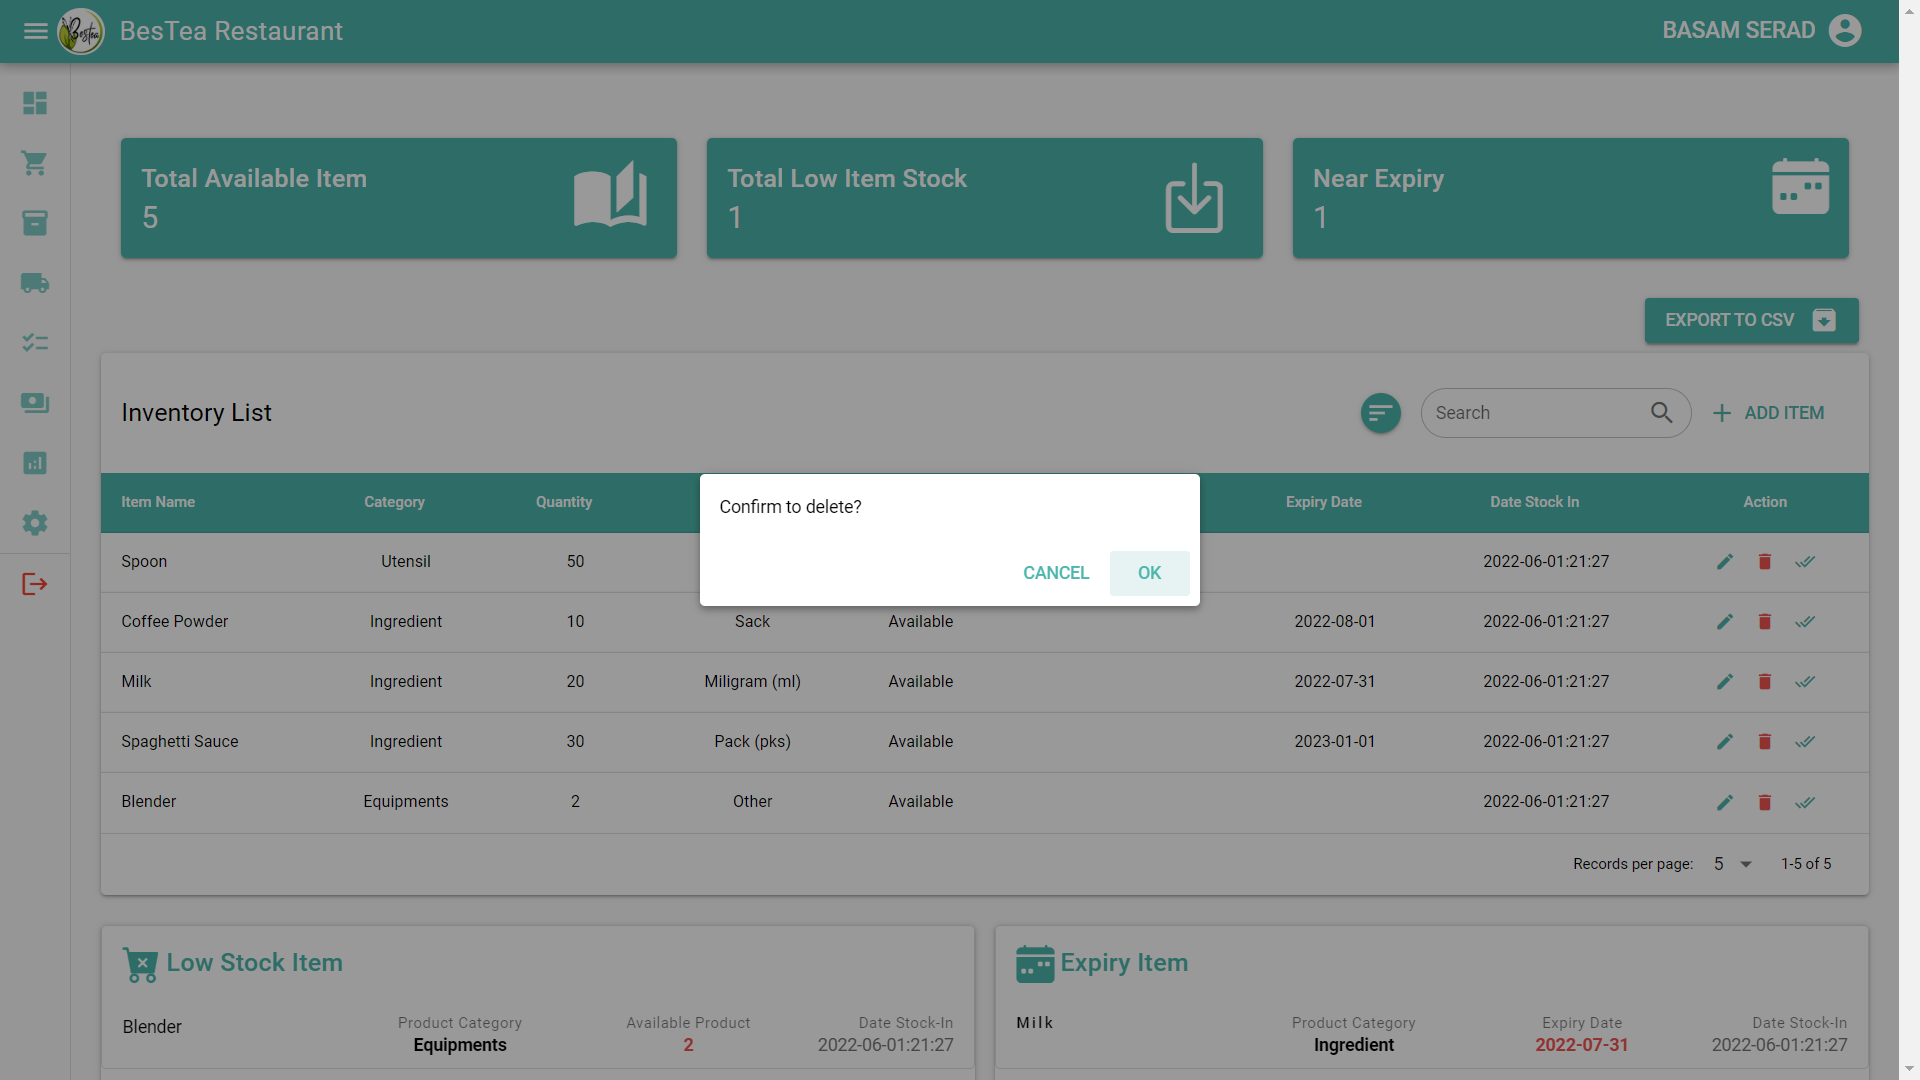 Bestea
BesTea Restaurant
BASAM SERAD
Total Available Item
5
Total Low Item Stock
1
Near Expiry
1
EXPORT TO CSV
Inventory List
Search
ADD ITEM
Item Name Category Quantity Expiry Date Date Stock In Action
Confirm to delete?
CANCEL OK
Spoon Utensil 50 2022-06-01:21:27
Coffee Powder Ingredient 10 Sack Available 2022-08-01 2022-06-01:21:27
Milk Ingredient 20 Miligram (ml) Available 2022-07-31 2022-06-01:21:27
Spaghetti Sauce Ingredient 30 Pack (pks) Available 2023-01-01 2022-06-01:21:27
Blender Equipments 2 Other Available 2022-06-01:21:27
Records per page: 5 1-5 of 5
Low Stock Item
Blender
Product Category Available Product Date Stock-In
Equipments 2 2022-06-01:21:27
Expiry Item
Milk
Product Category Expiry Date Date Stock-In
Ingredient 2022-07-31 2022-06-01:21:27